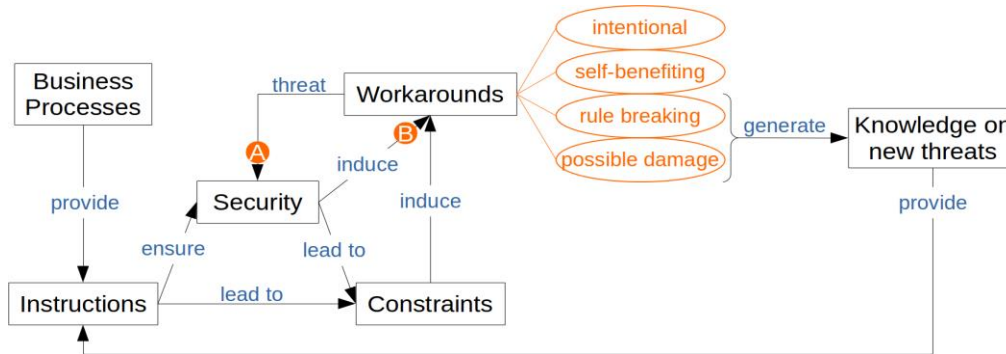 intentional
Business
Processes
threat
Workarounds
self-benefiting
rule breaking
generate
Knowledge on
new threats
B
A
induce
possible damage
provide
Security
induce
provide
ensure
lead to
Instructions
lead to
Constraints